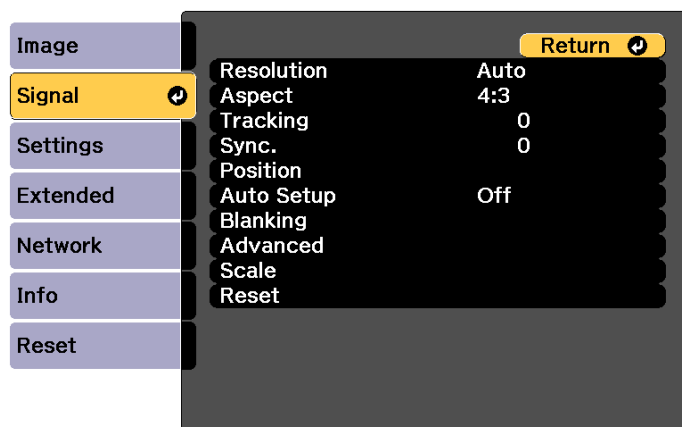 Image
Signal
Settings
Extended
Network
Info
Reset
Return
Resolution Auto
Aspect 4:3
Tracking 0
Sync. 0
Position
Auto Setup Off
Blanking
Advanced
Scale
Reset